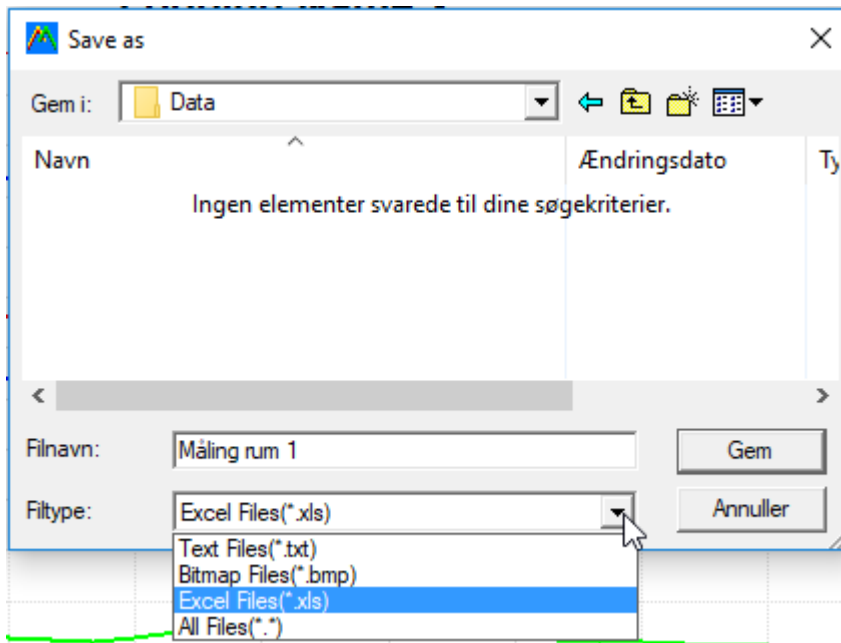 Save as
Gem i: Data
Navn Ændringsdato Ty
Ingen elementer svarede til dine søgekriterier.
Filnavn: Måling rum 1 Gem
Filtype: Excel Files(*.xls) Annuller
Text Files(*.txt)
Bitmap Files(*.bmp)
Excel Files(*.xls)
All Files(*.*)